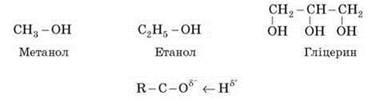 CH₃–OH
Метанол
C₂H₅–OH
Етанол
CH₂–CH–CH₂
OH OH OH
Гліцерин
R–C–O^δ⁻ ← H^δ⁻